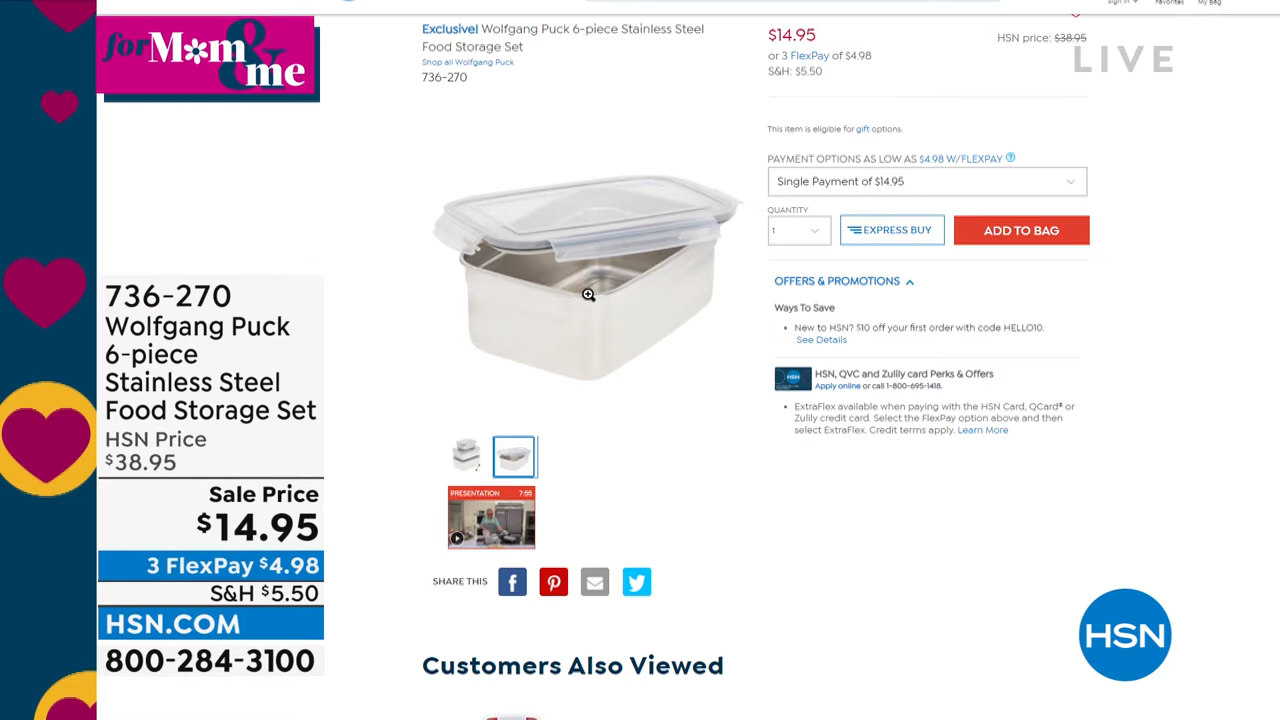 for Mom
&
me
736-270
Wolfgang Puck
6-piece
Stainless Steel
Food Storage Set
HSN Price
$38.95
Sale Price
$14.95
3 FlexPay $4.98
S&H $5.50
HSN.COM
800-284-3100
Sign in
Favorites
My Bag
Exclusive! Wolfgang Puck 6-piece Stainless Steel
Food Storage Set
Shop all Wolfgang Puck
736-270
PRESENTATION 7:55
SHARE THIS
Customers Also Viewed
$14.95
HSN price: $38.95
or 3 FlexPay of $4.98
S&H: $5.50
LIVE
This item is eligible for gift options.
PAYMENT OPTIONS AS LOW AS $4.98 W/FLEXPAY ?
Single Payment of $14.95
QUANTITY
1
EXPRESS BUY
ADD TO BAG
OFFERS & PROMOTIONS
Ways To Save
• New to HSN? $10 off your first order with code HELLO10.
See Details
HSN
HSN, QVC and Zulily card Perks & Offers
Apply online or call 1-800-695-1418.
• ExtraFlex available when paying with the HSN Card, QCard® or
Zulily credit card. Select the FlexPay option above and then
select ExtraFlex. Credit terms apply. Learn More
HSN